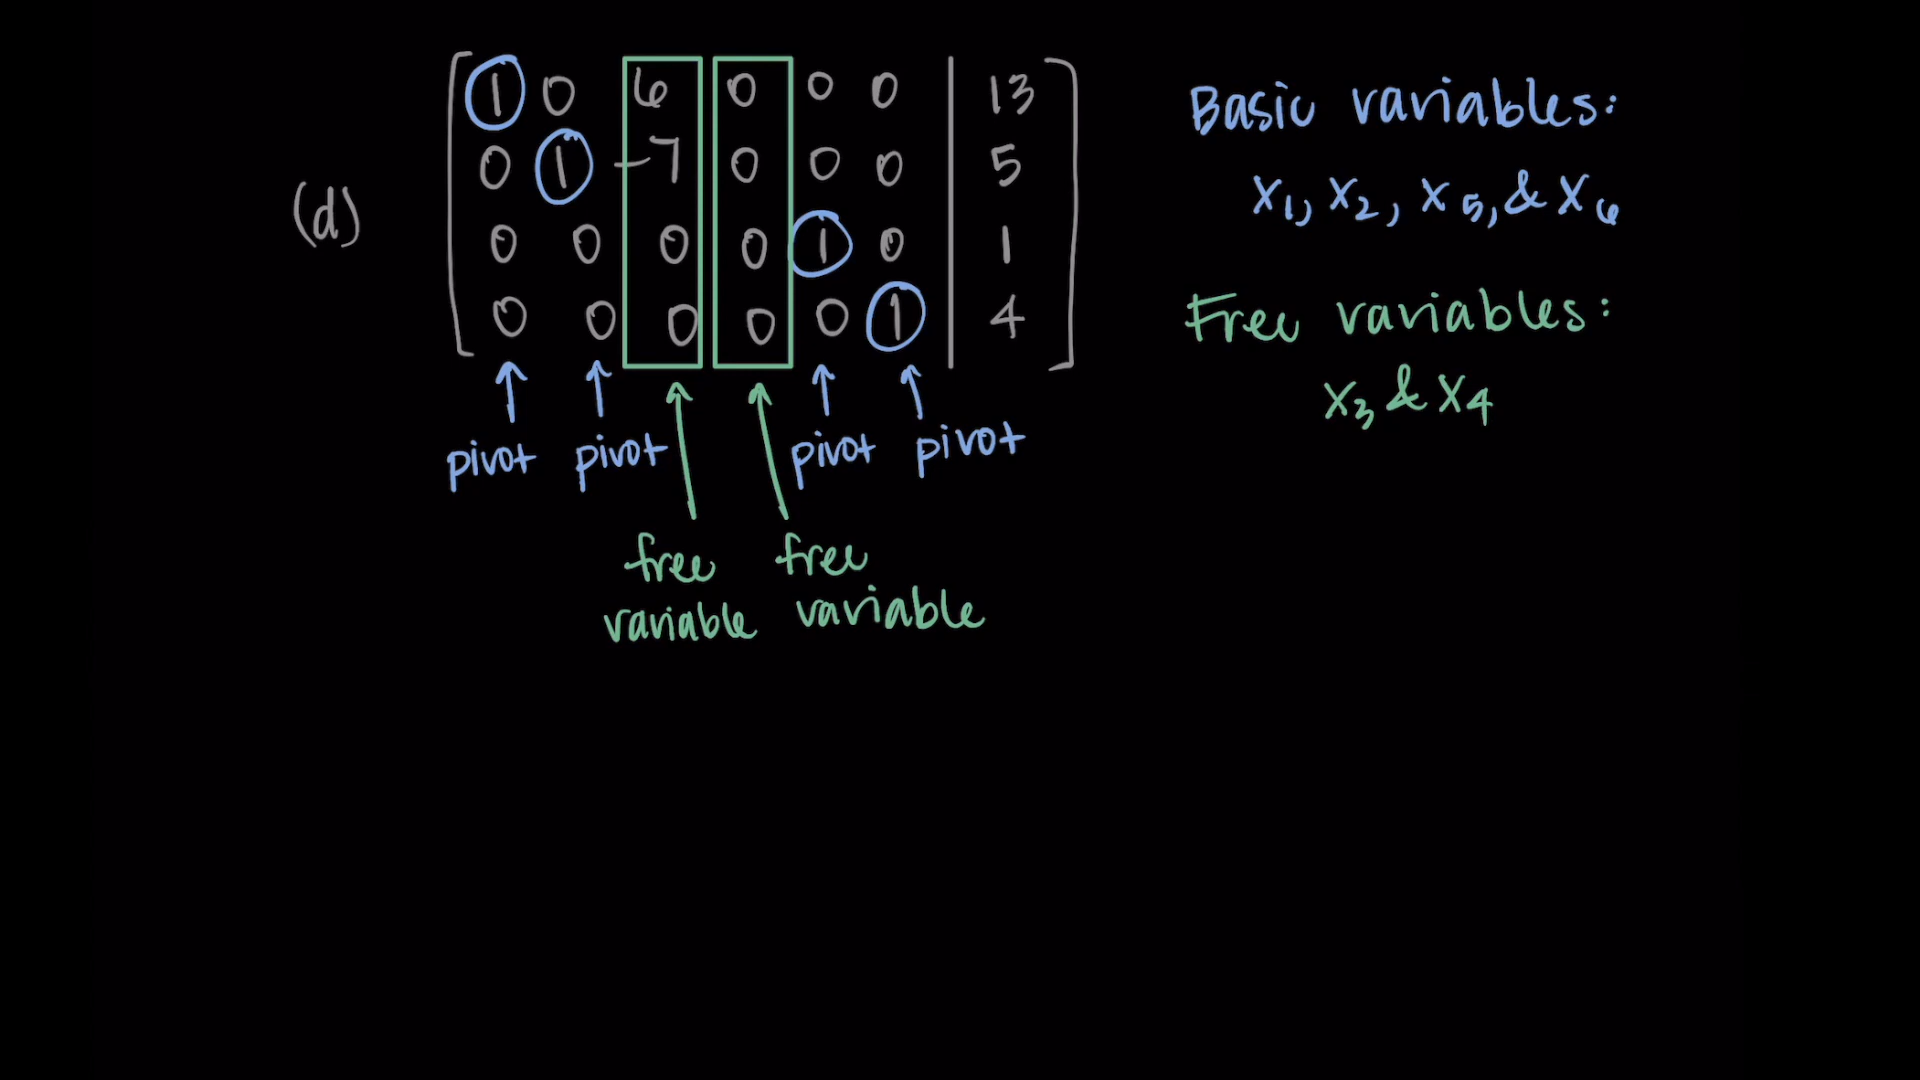 (d)
1 0 6 0 0 0 | 13
0 1 -7 0 0 0 | 5
0 0 0 0 1 0 | 1
0 0 0 0 0 1 | 4
pivot pivot pivot pivot
free variable
free variable
Basic variables:
x₁, x₂, x₅, & x₆
Free variables:
x₃ & x₄